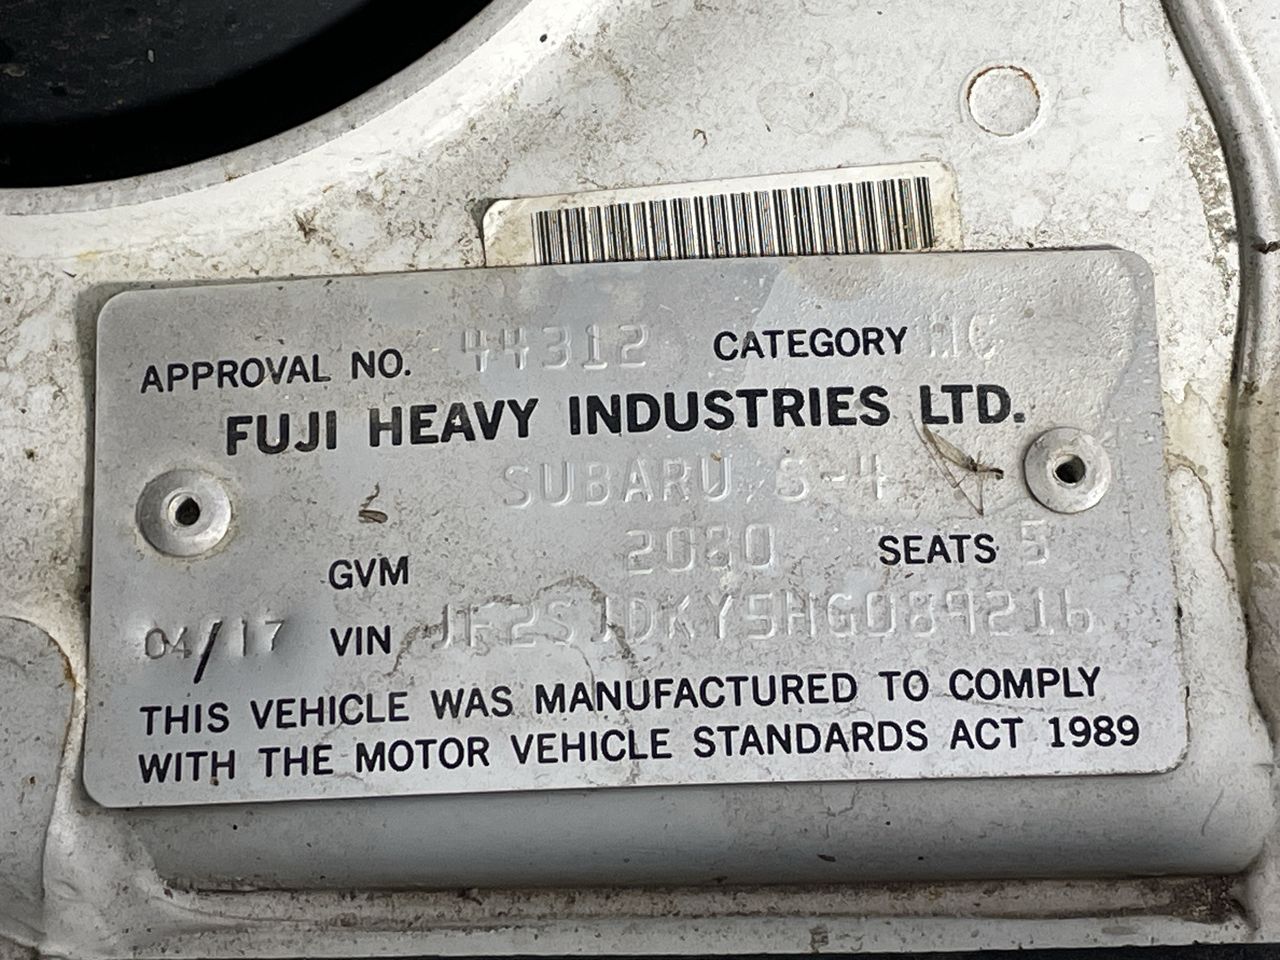 APPROVAL NO. 44312 CATEGORY MC
FUJI HEAVY INDUSTRIES LTD.
SUBARU S-4
GVM 2080 SEATS 5
04/17 VIN JF2SJDKY5HG089216
THIS VEHICLE WAS MANUFACTURED TO COMPLY
WITH THE MOTOR VEHICLE STANDARDS ACT 1989